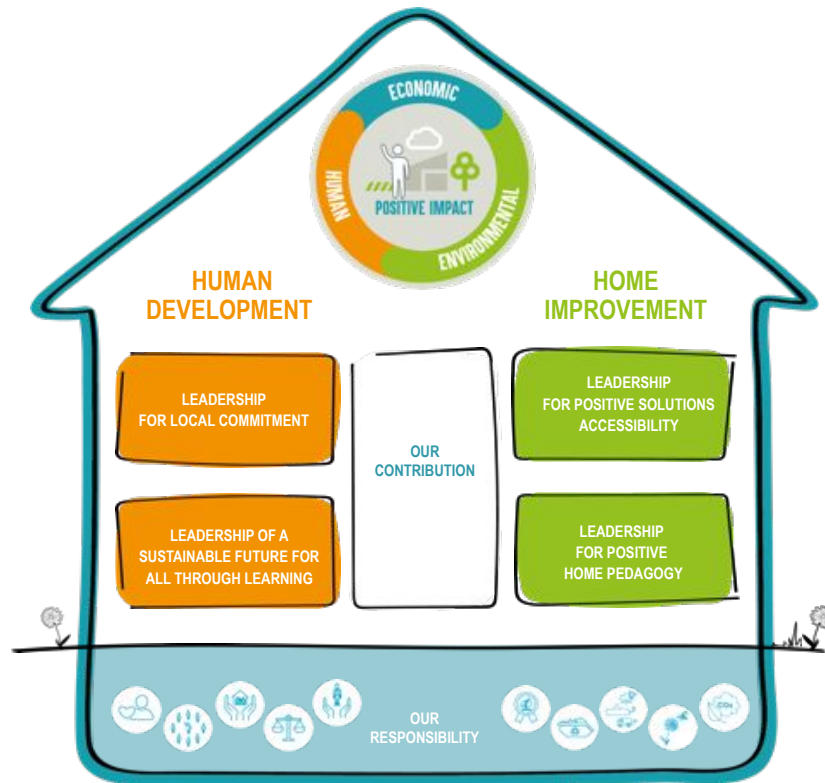 ECONOMIC
HUMAN
ENVIRONMENTAL
POSITIVE IMPACT
HUMAN
DEVELOPMENT
HOME
IMPROVEMENT
LEADERSHIP
FOR LOCAL COMMITMENT
LEADERSHIP OF A
SUSTAINABLE FUTURE FOR
ALL THROUGH LEARNING
OUR
CONTRIBUTION
LEADERSHIP
FOR POSITIVE SOLUTIONS
ACCESSIBILITY
LEADERSHIP
FOR POSITIVE
HOME PEDAGOGY
OUR
RESPONSIBILITY
CO₂